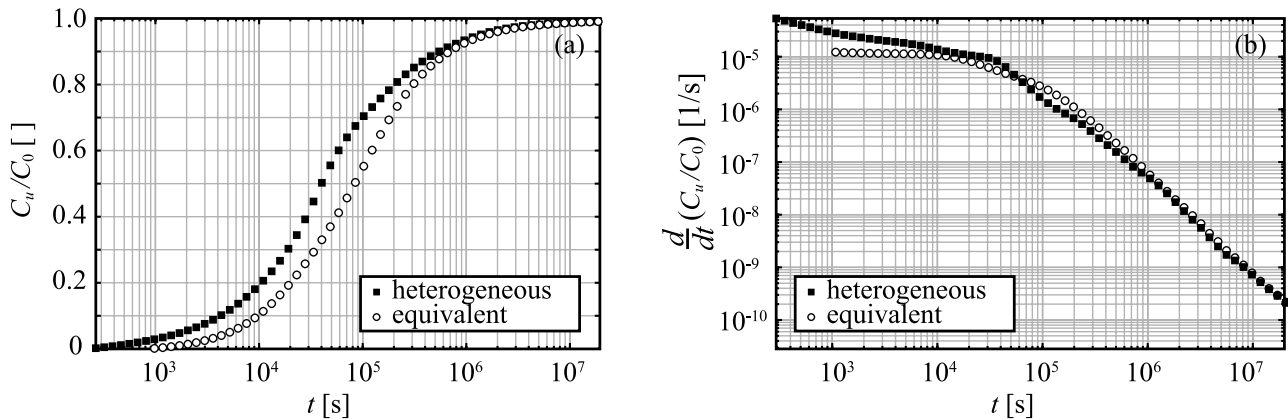 1.0
0.8
0.6
0.4
0.2
0
C_u/C_0 [ ]
(a)
heterogeneous
equivalent
10^3 10^4 10^5 10^6 10^7
t [s]
10^-5
10^-6
10^-7
10^-8
10^-9
10^-10
d/dt (C_u/C_0) [1/s]
(b)
heterogeneous
equivalent
10^3 10^4 10^5 10^6 10^7
t [s]